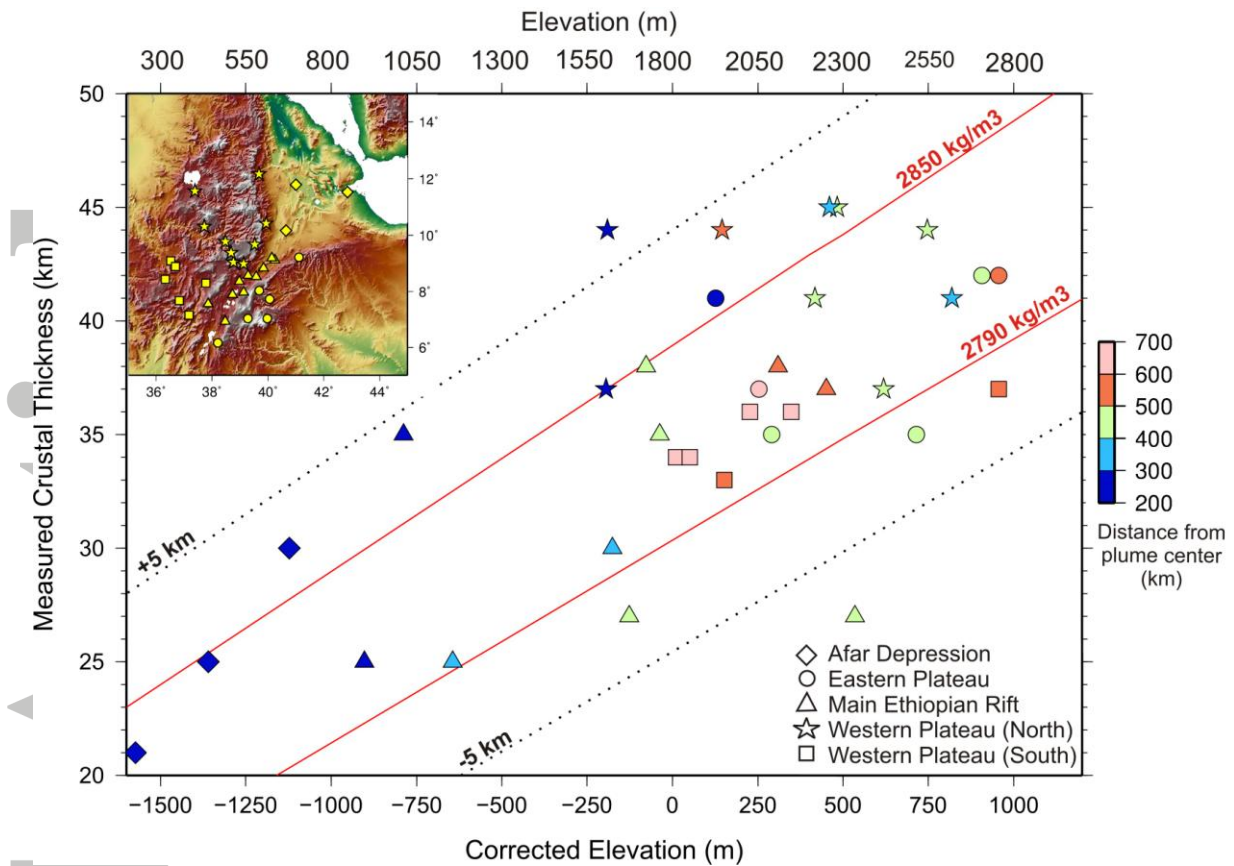 Elevation (m)
300 550 800 1050 1300 1550 1800 2050 2300 2550 2800
50
45
40
35
30
25
20
Measured Crustal Thickness (km)
14°
12°
10°
8°
6°
36° 38° 40° 42° 44°
2850 kg/m3
2790 kg/m3
+5 km
-5 km
700
600
500
400
300
200
Distance from
plume center
(km)
Afar Depression
Eastern Plateau
Main Ethiopian Rift
Western Plateau (North)
Western Plateau (South)
−1500 −1250 −1000 −750 −500 −250 0 250 500 750 1000
Corrected Elevation (m)